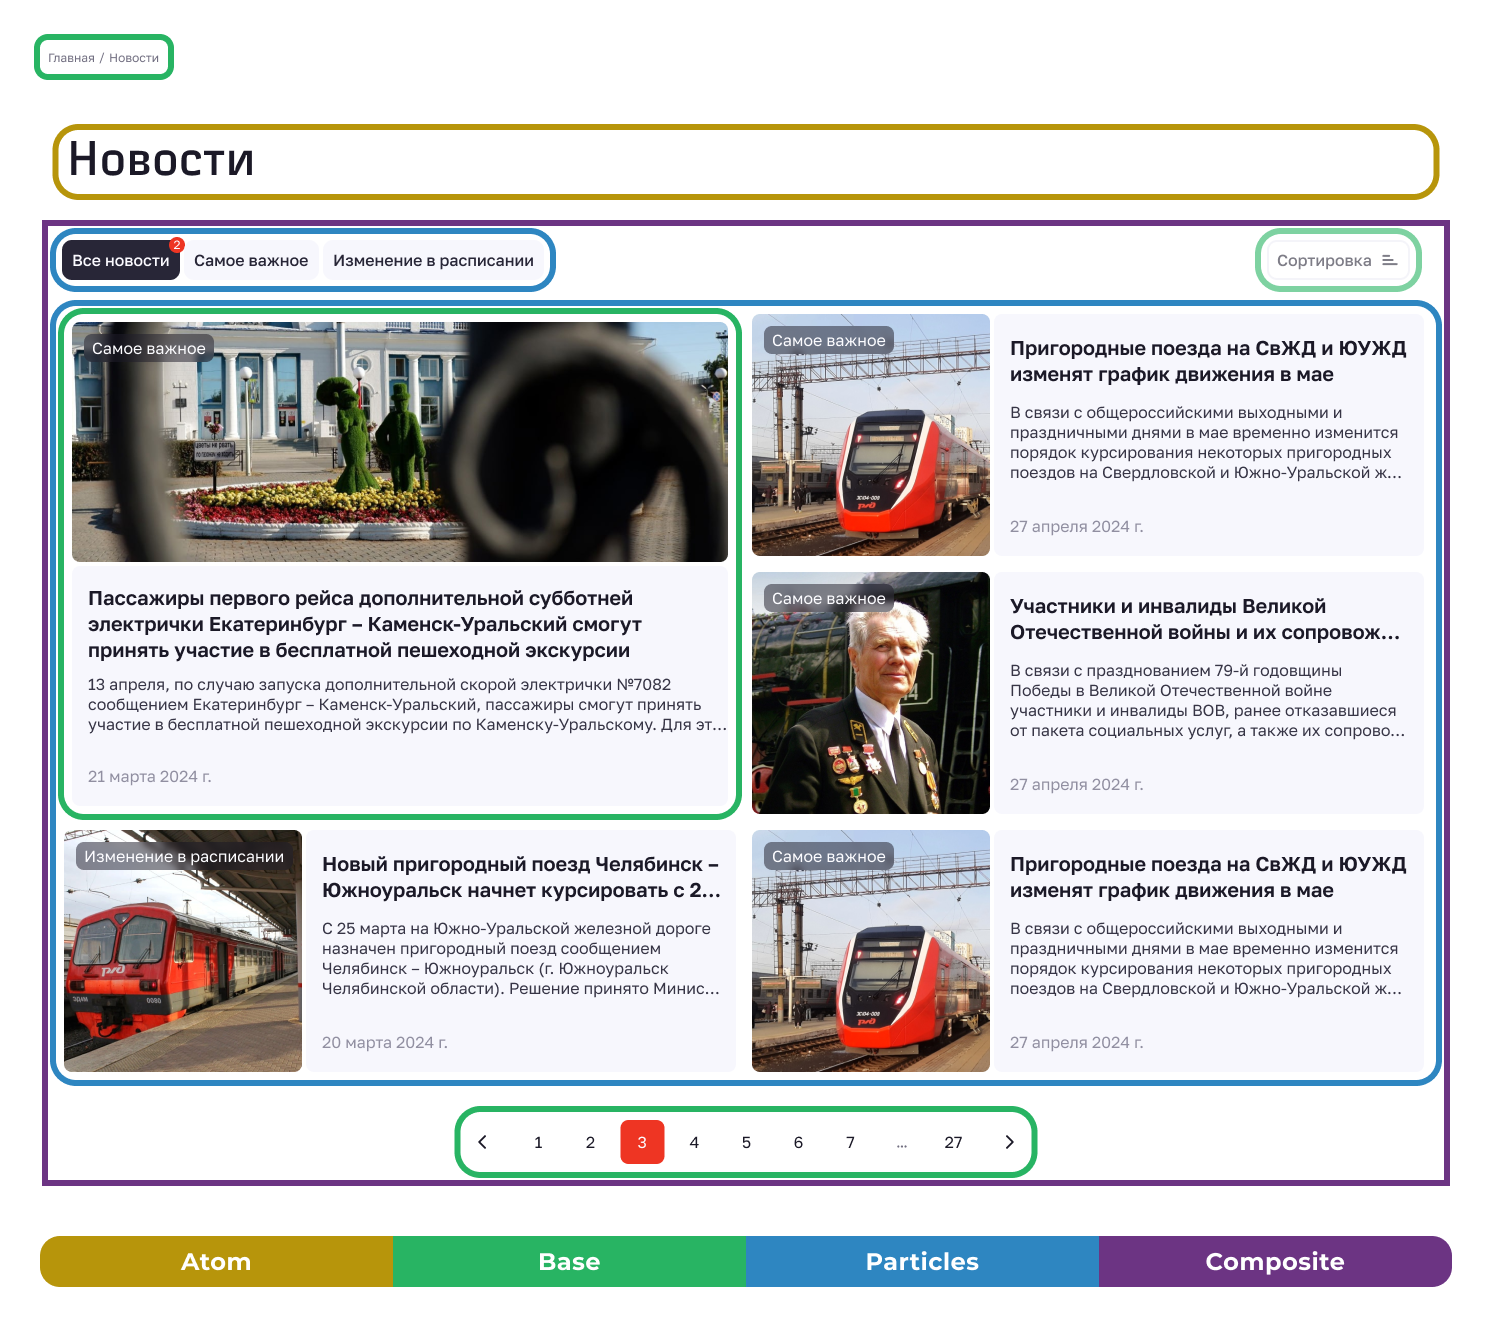 Главная / Новости
Новости
Все новости 2
Самое важное
Изменение в расписании
Сортировка
Самое важное
Пассажиры первого рейса дополнительной субботней
электрички Екатеринбург – Каменск-Уральский смогут
принять участие в бесплатной пешеходной экскурсии
13 апреля, по случаю запуска дополнительной скорой электрички №7082
сообщением Екатеринбург – Каменск-Уральский, пассажиры смогут принять
участие в бесплатной пешеходной экскурсии по Каменску-Уральскому. Для эт...
21 марта 2024 г.
Самое важное
Пригородные поезда на СвЖД и ЮУЖД
изменят график движения в мае
В связи с общероссийскими выходными и
праздничными днями в мае временно изменится
порядок курсирования некоторых пригородных
поездов на Свердловской и Южно-Уральской ж...
27 апреля 2024 г.
Самое важное
Участники и инвалиды Великой
Отечественной войны и их сопровож...
В связи с празднованием 79-й годовщины
Победы в Великой Отечественной войне
участники и инвалиды ВОВ, ранее отказавшиеся
от пакета социальных услуг, а также их сопрово...
27 апреля 2024 г.
Изменение в расписании
Новый пригородный поезд Челябинск –
Южноуральск начнет курсировать с 2...
С 25 марта на Южно-Уральской железной дороге
назначен пригородный поезд сообщением
Челябинск – Южноуральск (г. Южноуральск
Челябинской области). Решение принято Минис...
20 марта 2024 г.
Самое важное
Пригородные поезда на СвЖД и ЮУЖД
изменят график движения в мае
В связи с общероссийскими выходными и
праздничными днями в мае временно изменится
порядок курсирования некоторых пригородных
поездов на Свердловской и Южно-Уральской ж...
27 апреля 2024 г.
1 2 3 4 5 6 7 ... 27
Atom Base Particles Composite